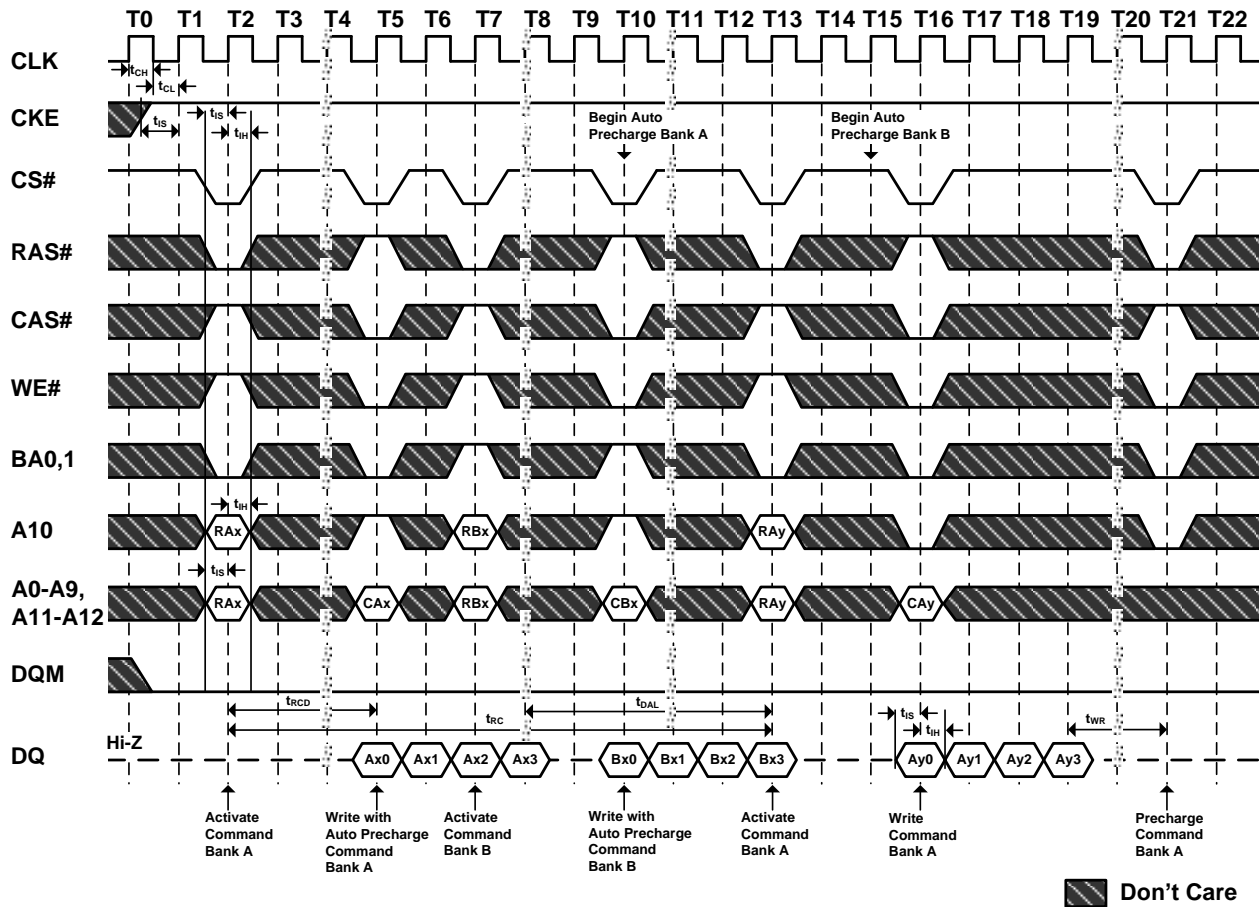 T0 T1 T2 T3 T4 T5 T6 T7 T8 T9 T10 T11 T12 T13 T14 T15 T16 T17 T18 T19 T20 T21 T22
CLK
tCH
tCL
CKE
tIS
tIS
tIH
Begin Auto
Precharge Bank A
Begin Auto
Precharge Bank B
CS#
RAS#
CAS#
WE#
BA0,1
tIH
A10
RAx RBx RAy
tIS
A0-A9,
A11-A12
RAx CAx RBx CBx RAy CAy
DQM
tRCD
tRC
tDAL
tIS
tIH
tWR
Hi-Z
DQ
Ax0 Ax1 Ax2 Ax3 Bx0 Bx1 Bx2 Bx3 Ay0 Ay1 Ay2 Ay3
Activate
Command
Bank A
Write with
Auto Precharge
Command
Bank A
Activate
Command
Bank B
Write with
Auto Precharge
Command
Bank B
Activate
Command
Bank A
Write
Command
Bank A
Precharge
Command
Bank A
Don't Care